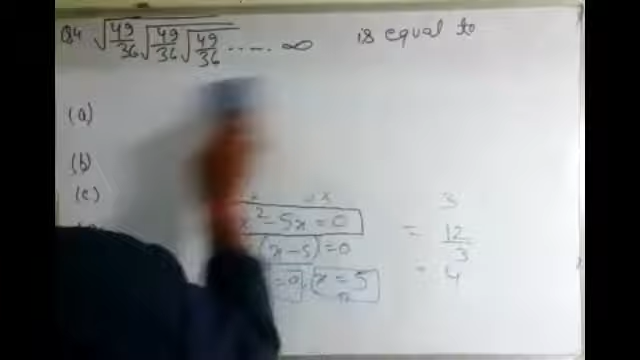 Q.4 √49/36 √49/36 √49/36 ..... ∞ is equal to
(a)
(b)
(c)
x² - 5x = 0
(x - 5) = 0
= 0, x = 5
3
= 12/3
= 4